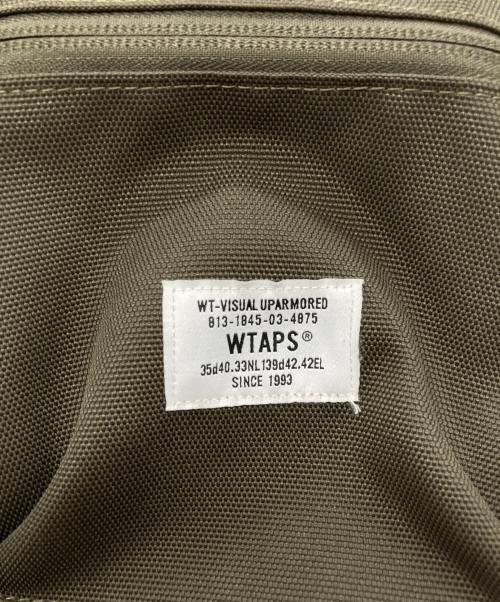 WT-VISUAL UPARMORED
813-1845-03-4875
WTAPS®
35d40.33NL139d42.42EL
SINCE 1993